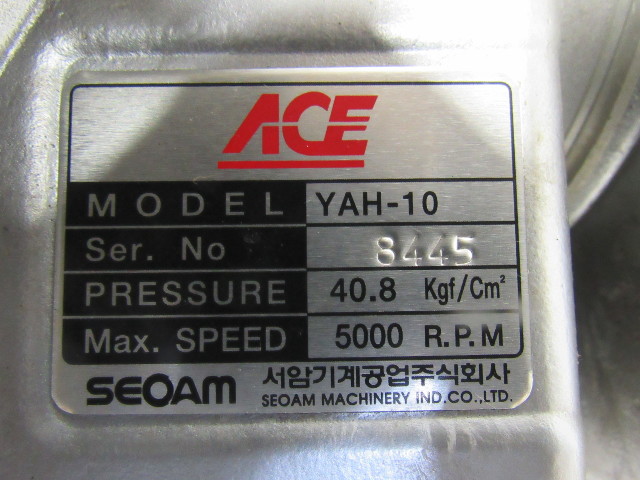 ACE
MODEL YAH-10
Ser. No 8445
PRESSURE 40.8 Kgf/Cm²
Max. SPEED 5000 R.P.M
SEOAM 서암기계공업주식회사
SEOAM MACHINERY IND.CO.,LTD.